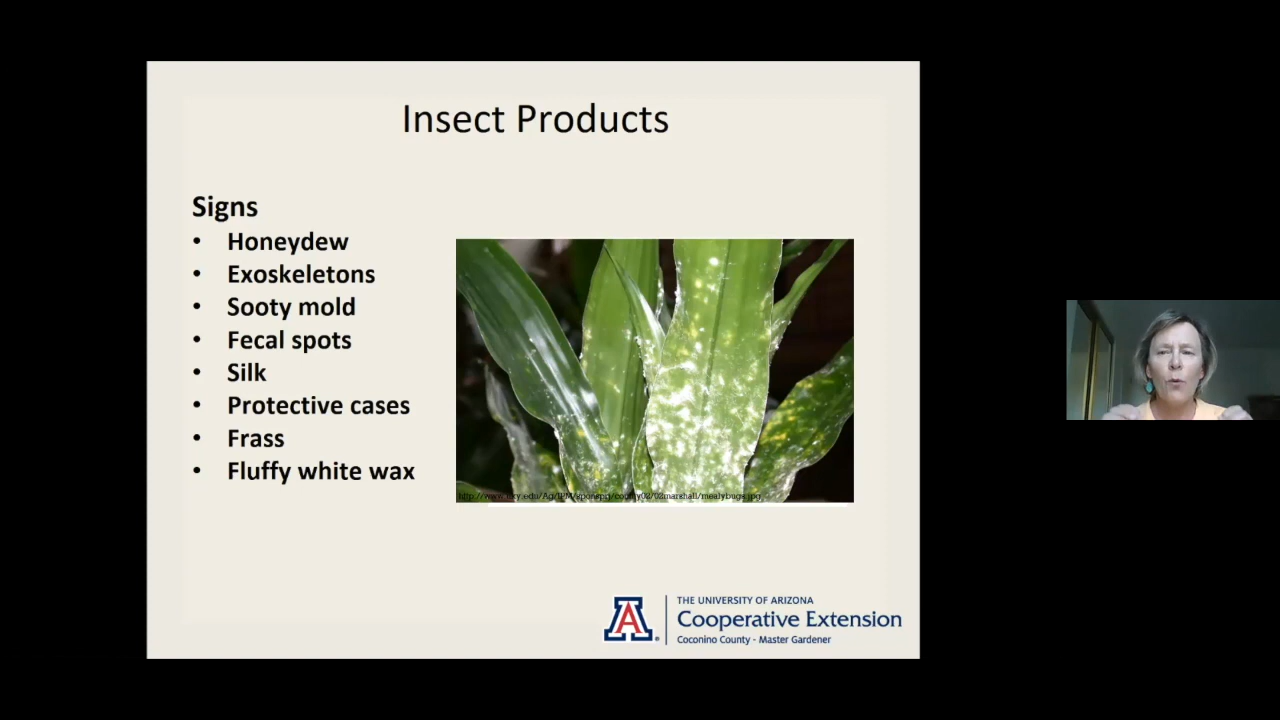 Insect Products
Signs
• Honeydew
• Exoskeletons
• Sooty mold
• Fecal spots
• Silk
• Protective cases
• Frass
• Fluffy white wax
THE UNIVERSITY OF ARIZONA
Cooperative Extension
Coconino County - Master Gardener